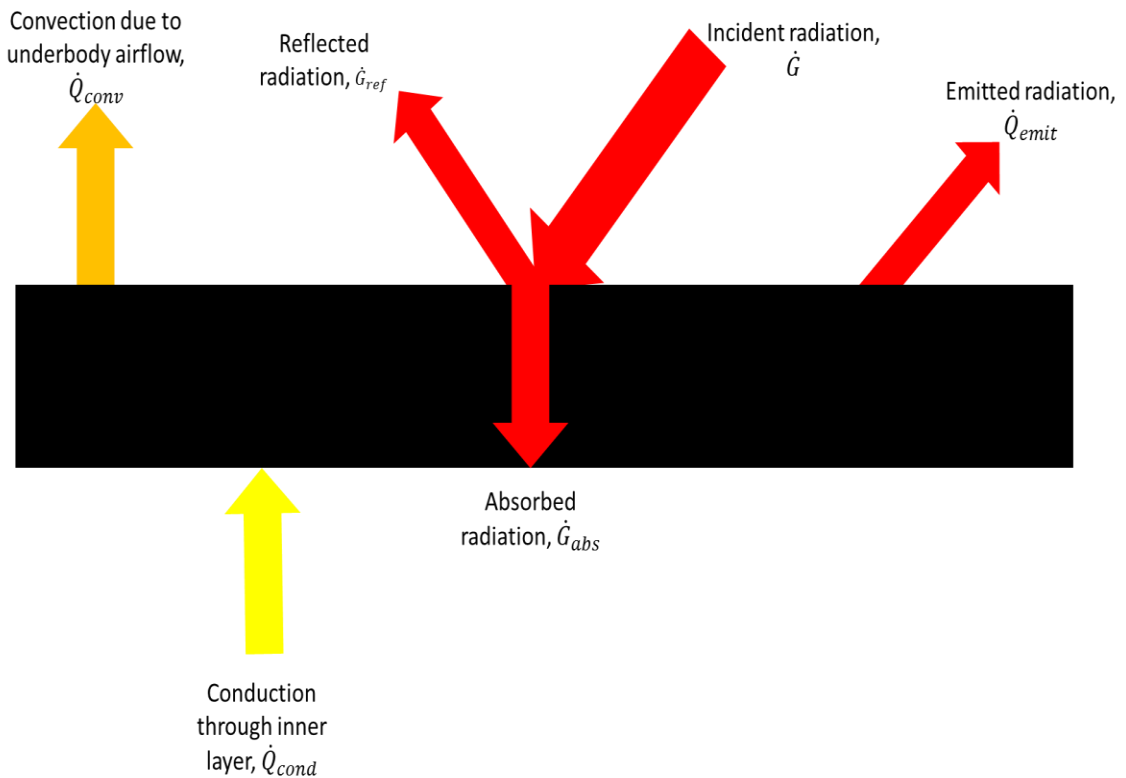 Convection due to
underbody airflow,
Q̇conv
Reflected
radiation, Ġref
Incident radiation,
Ġ
Emitted radiation,
Q̇emit
Absorbed
radiation, Ġabs
Conduction
through inner
layer, Q̇cond